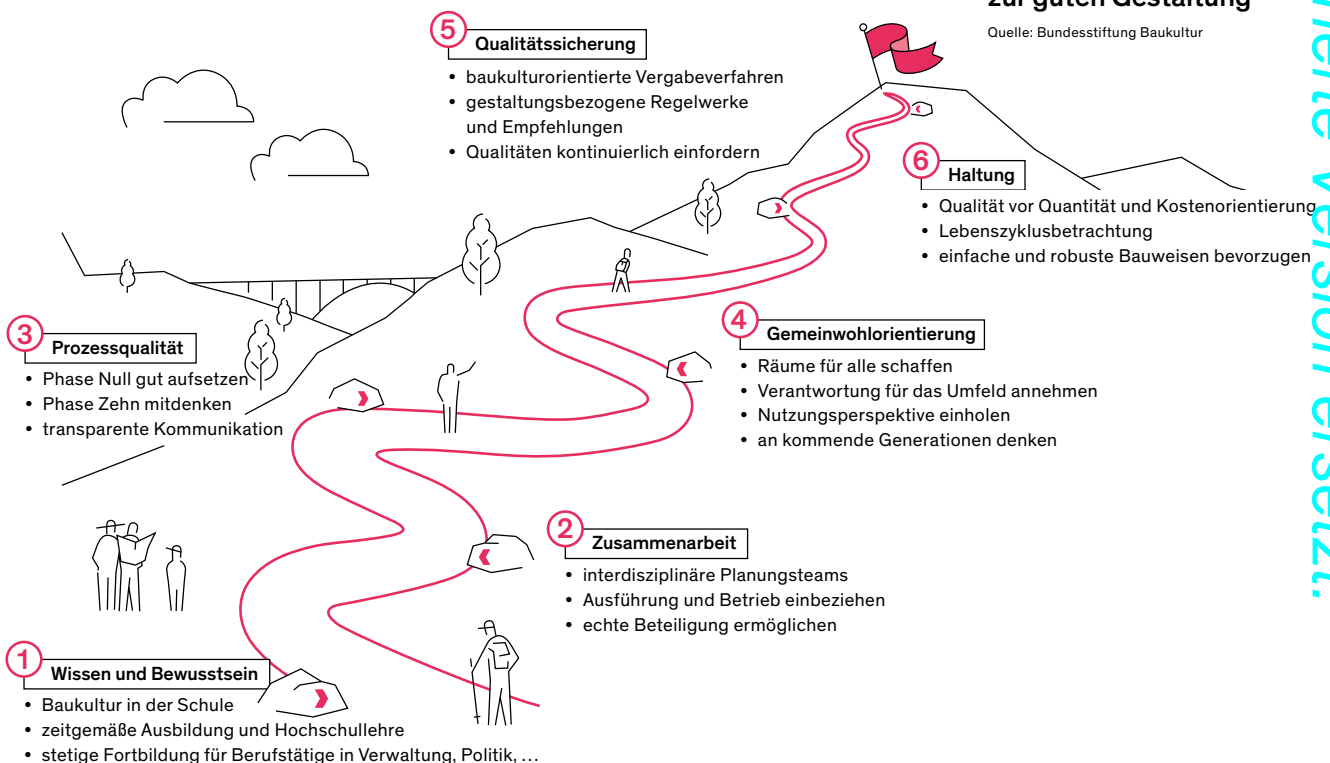 zur guten Gestaltung
Quelle: Bundesstiftung Baukultur
5
Qualitätssicherung
• baukulturorientierte Vergabeverfahren
• gestaltungsbezogene Regelwerke
und Empfehlungen
• Qualitäten kontinuierlich einfordern
6
Haltung
• Qualität vor Quantität und Kostenorientierung
• Lebenszyklusbetrachtung
• einfache und robuste Bauweisen bevorzugen
3
Prozessqualität
• Phase Null gut aufsetzen
• Phase Zehn mitdenken
• transparente Kommunikation
4
Gemeinwohlorientierung
• Räume für alle schaffen
• Verantwortung für das Umfeld annehmen
• Nutzungsperspektive einholen
• an kommende Generationen denken
2
Zusammenarbeit
• interdisziplinäre Planungsteams
• Ausführung und Betrieb einbeziehen
• echte Beteiligung ermöglichen
1
Wissen und Bewusstsein
• Baukultur in der Schule
• zeitgemäße Ausbildung und Hochschullehre
• stetige Fortbildung für Berufstätige in Verwaltung, Politik, …
Version ersetzt.